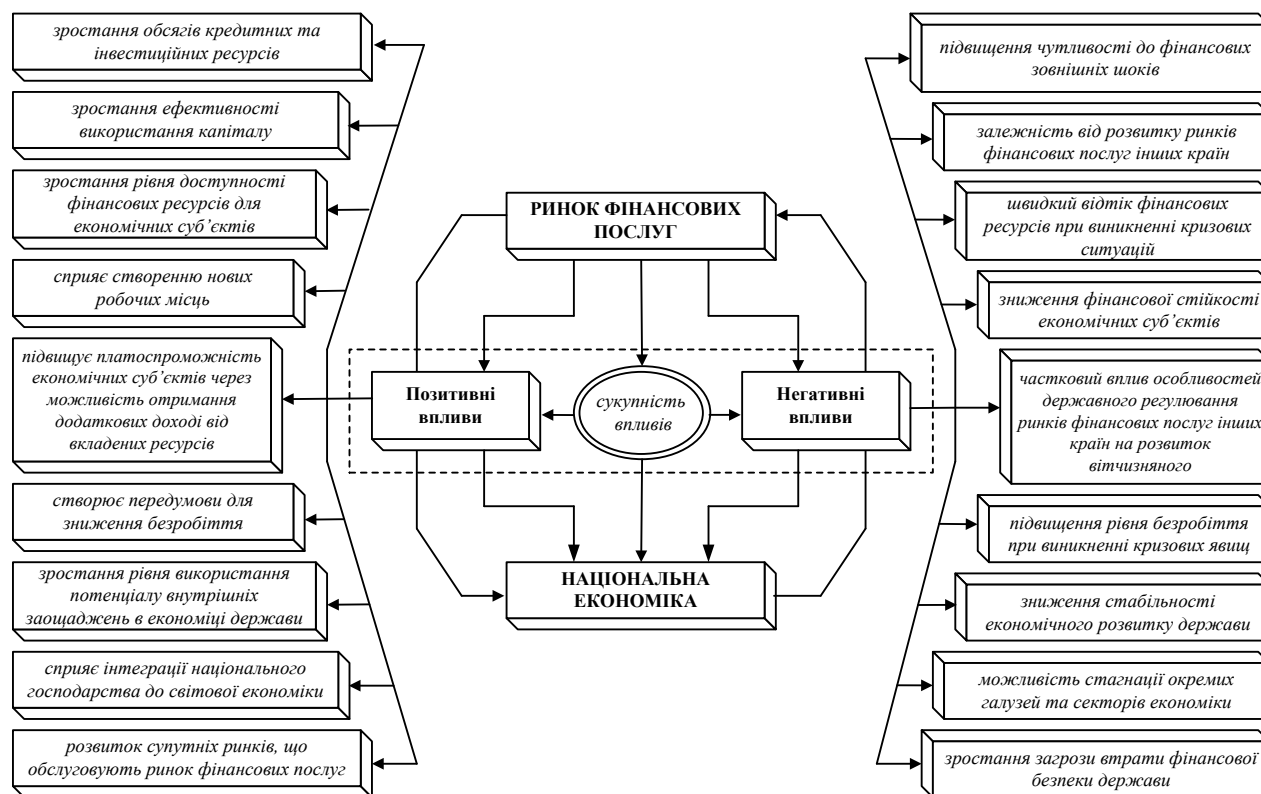 зростання обсягів кредитних та
інвестиційних ресурсів
зростання ефективності
використання капіталу
зростання рівня доступності
фінансових ресурсів для
економічних суб’єктів
сприяє створенню нових
робочих місць
підвищує платоспроможність
економічних суб’єктів через
можливість отримання
додаткових доході від
вкладених ресурсів
створює передумови для
зниження безробіття
зростання рівня використання
потенціалу внутрішніх
заощаджень в економіці держави
сприяє інтеграції національного
господарства до світової економіки
розвиток супутніх ринків, що
обслуговують ринок фінансових послуг
РИНОК ФІНАНСОВИХ
ПОСЛУГ
Позитивні
впливи
сукупність
впливів
Негативні
впливи
НАЦІОНАЛЬНА
ЕКОНОМІКА
підвищення чутливості до фінансових
зовнішніх шоків
залежність від розвитку ринків
фінансових послуг інших країн
швидкий відтік фінансових
ресурсів при виникненні кризових
ситуацій
зниження фінансової стійкості
економічних суб’єктів
частковий вплив особливостей
державного регулювання
ринків фінансових послуг інших
країн на розвиток
вітчизняного
підвищення рівня безробіття
при виникненні кризових явищ
зниження стабільності
економічного розвитку держави
можливість стагнації окремих
галузей та секторів економіки
зростання загрози втрати фінансової
безпеки держави